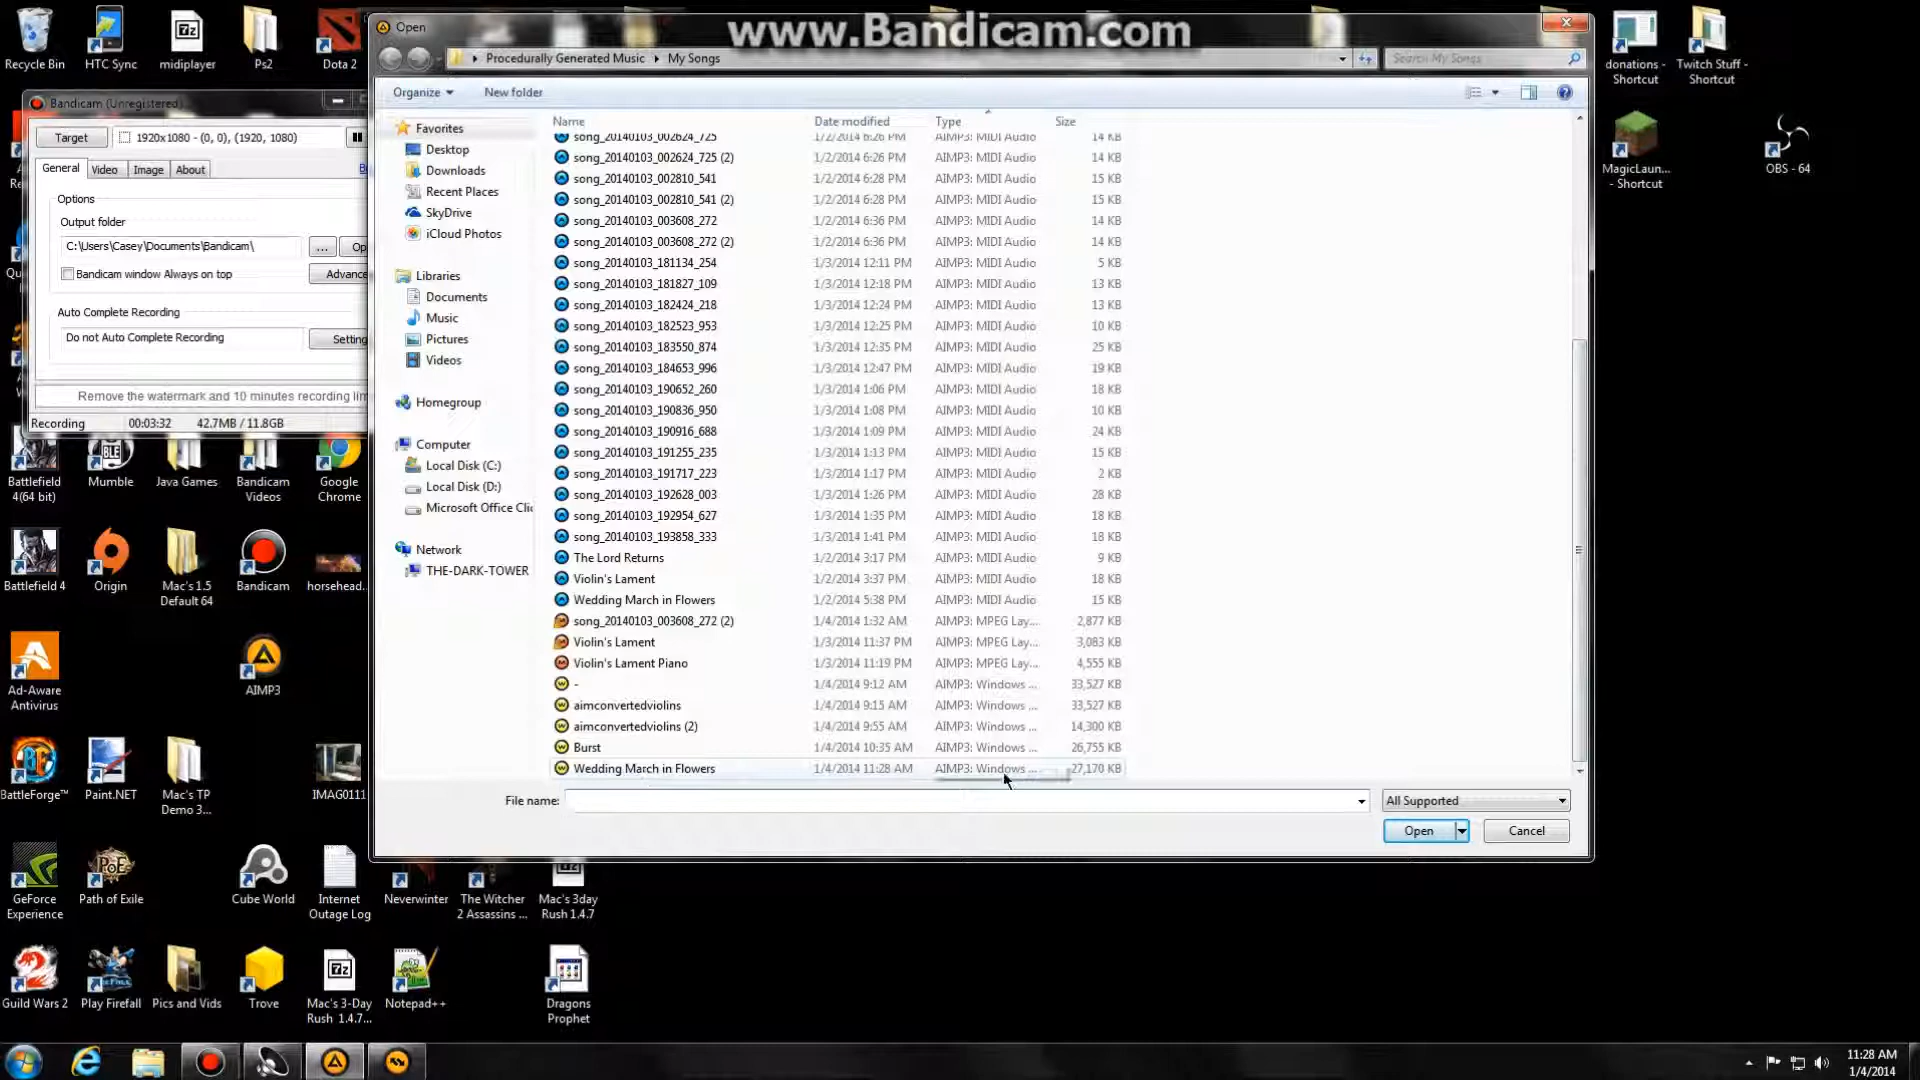 www.Bandicam.com
Recycle Bin
HTC Sync
midiplayer
Ps2
Dota 2
Open
Procedurally Generated Music
My Songs
Search My Songs
donations - Shortcut
Twitch Stuff - Shortcut
MagicLaun... - Shortcut
OBS - 64
Bandicam (Unregistered)
Target
1920x1080 - (0, 0), (1920, 1080)
General
Video
Image
About
Options
Output folder
C:\Users\Casey\Documents\Bandicam\
...
Op
Bandicam window Always on top
Advance
Auto Complete Recording
Do not Auto Complete Recording
Setting
Remove the watermark and 10 minutes recording lim
Recording 00:03:32 42.7MB / 11.8GB
Organize
New folder
Favorites
Desktop
Downloads
Recent Places
SkyDrive
iCloud Photos
Libraries
Documents
Music
Pictures
Videos
Homegroup
Computer
Local Disk (C:)
Local Disk (D:)
Microsoft Office Clic
Network
THE-DARK-TOWER
Name Date modified Type Size
song_20140103_002624_725 1/2/2014 6:26 PM AIMP3: MIDI Audio 14 KB
song_20140103_002624_725 (2) 1/2/2014 6:26 PM AIMP3: MIDI Audio 14 KB
song_20140103_002810_541 1/2/2014 6:28 PM AIMP3: MIDI Audio 15 KB
song_20140103_002810_541 (2) 1/2/2014 6:28 PM AIMP3: MIDI Audio 15 KB
song_20140103_003608_272 1/2/2014 6:36 PM AIMP3: MIDI Audio 14 KB
song_20140103_003608_272 (2) 1/2/2014 6:36 PM AIMP3: MIDI Audio 14 KB
song_20140103_181134_254 1/3/2014 12:11 PM AIMP3: MIDI Audio 5 KB
song_20140103_181827_109 1/3/2014 12:18 PM AIMP3: MIDI Audio 13 KB
song_20140103_182424_218 1/3/2014 12:24 PM AIMP3: MIDI Audio 13 KB
song_20140103_182523_953 1/3/2014 12:25 PM AIMP3: MIDI Audio 10 KB
song_20140103_183550_874 1/3/2014 12:35 PM AIMP3: MIDI Audio 25 KB
song_20140103_184653_996 1/3/2014 12:47 PM AIMP3: MIDI Audio 19 KB
song_20140103_190652_260 1/3/2014 1:06 PM AIMP3: MIDI Audio 18 KB
song_20140103_190836_950 1/3/2014 1:08 PM AIMP3: MIDI Audio 10 KB
song_20140103_190916_688 1/3/2014 1:09 PM AIMP3: MIDI Audio 24 KB
song_20140103_191255_235 1/3/2014 1:13 PM AIMP3: MIDI Audio 15 KB
song_20140103_191717_223 1/3/2014 1:17 PM AIMP3: MIDI Audio 2 KB
song_20140103_192628_003 1/3/2014 1:26 PM AIMP3: MIDI Audio 28 KB
song_20140103_192954_627 1/3/2014 1:35 PM AIMP3: MIDI Audio 18 KB
song_20140103_193858_333 1/3/2014 1:41 PM AIMP3: MIDI Audio 18 KB
The Lord Returns 1/2/2014 3:17 PM AIMP3: MIDI Audio 9 KB
Violin's Lament 1/2/2014 3:37 PM AIMP3: MIDI Audio 18 KB
Wedding March in Flowers 1/2/2014 5:38 PM AIMP3: MIDI Audio 15 KB
song_20140103_003608_272 (2) 1/4/2014 1:32 AM AIMP3: MPEG Lay... 2,877 KB
Violin's Lament 1/3/2014 11:37 PM AIMP3: MPEG Lay... 3,083 KB
Violin's Lament Piano 1/3/2014 11:19 PM AIMP3: MPEG Lay... 4,555 KB
- 1/4/2014 9:12 AM AIMP3: Windows ... 33,527 KB
aimconvertedviolins 1/4/2014 9:15 AM AIMP3: Windows ... 33,527 KB
aimconvertedviolins (2) 1/4/2014 9:55 AM AIMP3: Windows ... 14,300 KB
Burst 1/4/2014 10:35 AM AIMP3: Windows ... 26,755 KB
Wedding March in Flowers 1/4/2014 11:28 AM AIMP3: Windows ... 27,170 KB
File name:
All Supported
Open
Cancel
Battlefield 4(64 bit)
Mumble
Java Games
Bandicam Videos
Google Chrome
Battlefield 4
Origin
Mac's 1.5 Default 64
Bandicam
horsehead...
Ad-Aware Antivirus
AIMP3
BattleForge™
Paint.NET
Mac's TP Demo 3...
IMAG0111
GeForce Experience
Path of Exile
Cube World
Internet Outage Log
Neverwinter
The Witcher 2 Assassins ...
Mac's 3day Rush 1.4.7
Guild Wars 2
Play Firefall
Pics and Vids
Trove
Mac's 3-Day Rush 1.4.7...
Notepad++
Dragons Prophet
11:28 AM
1/4/2014